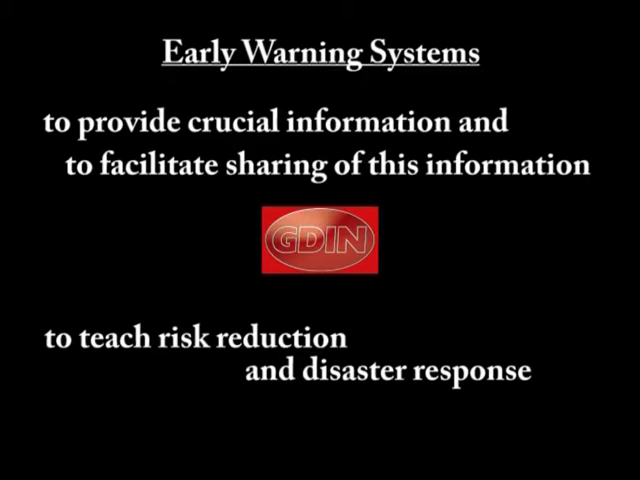 Early Warning Systems
to provide crucial information and
to facilitate sharing of this information
GDIN
to teach risk reduction
and disaster response